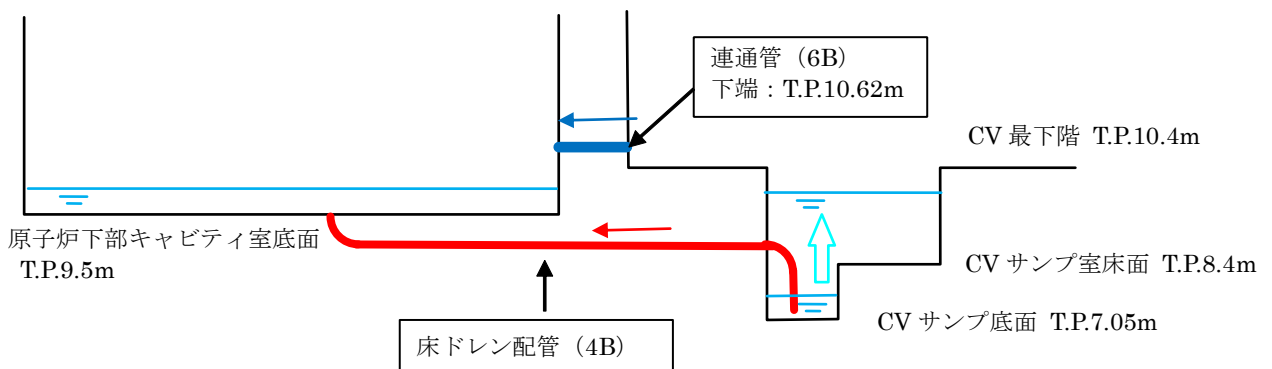 連通管（6B）
下端：T.P.10.62m
CV 最下階 T.P.10.4m
原子炉下部キャビティ室底面
T.P.9.5m
CV サンプ室床面 T.P.8.4m
CV サンプ底面 T.P.7.05m
床ドレン配管（4B）